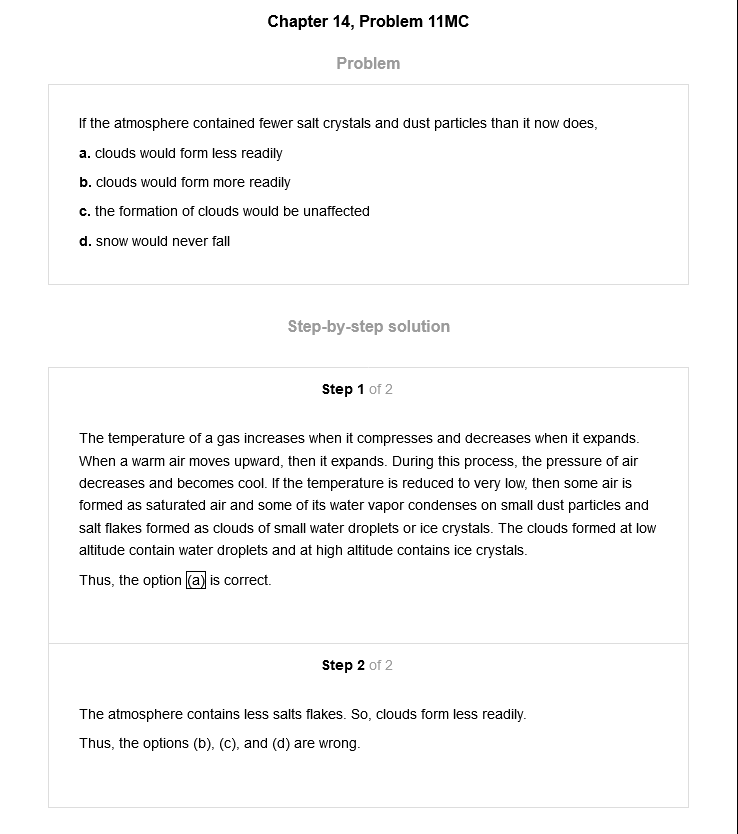 Chapter 14, Problem 11MC
Problem
If the atmosphere contained fewer salt crystals and dust particles than it now does,
a. clouds would form less readily
b. clouds would form more readily
c. the formation of clouds would be unaffected
d. snow would never fall
Step-by-step solution
Step 1 of 2
The temperature of a gas increases when it compresses and decreases when it expands.
When a warm air moves upward, then it expands. During this process, the pressure of air
decreases and becomes cool. If the temperature is reduced to very low, then some air is
formed as saturated air and some of its water vapor condenses on small dust particles and
salt flakes formed as clouds of small water droplets or ice crystals. The clouds formed at low
altitude contain water droplets and at high altitude contains ice crystals.
Thus, the option (a) is correct.
Step 2 of 2
The atmosphere contains less salts flakes. So, clouds form less readily.
Thus, the options (b), (c), and (d) are wrong.